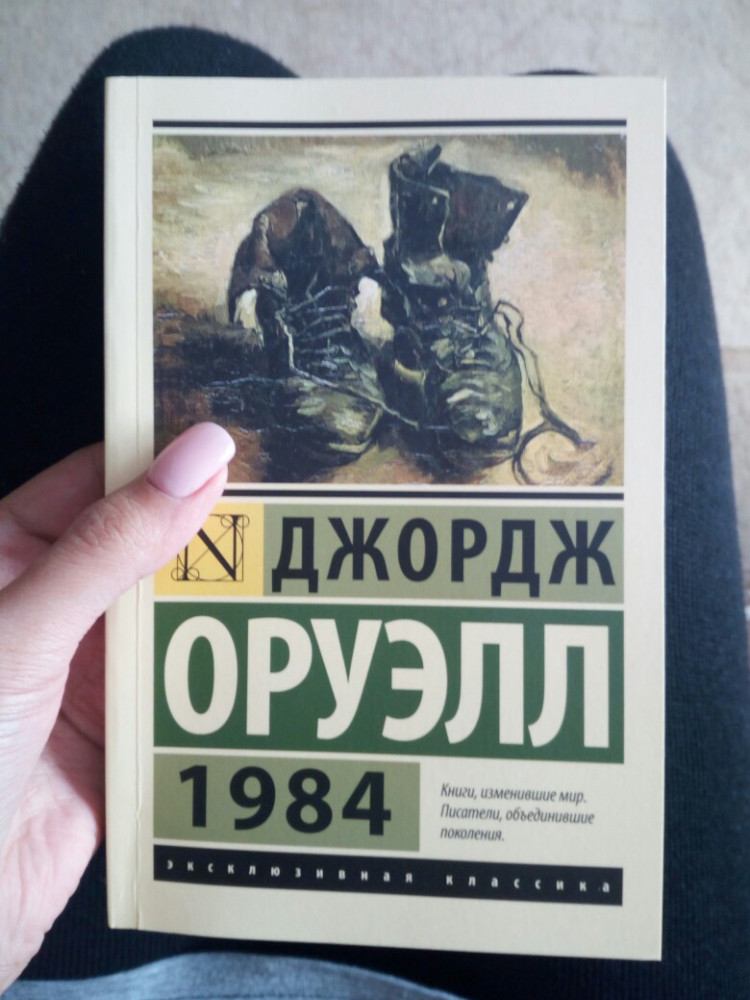 N
ДЖОРДЖ
ОРУЭЛЛ
1984
Книги, изменившие мир.
Писатели, объединившие
поколения.
эксклюзивная классика